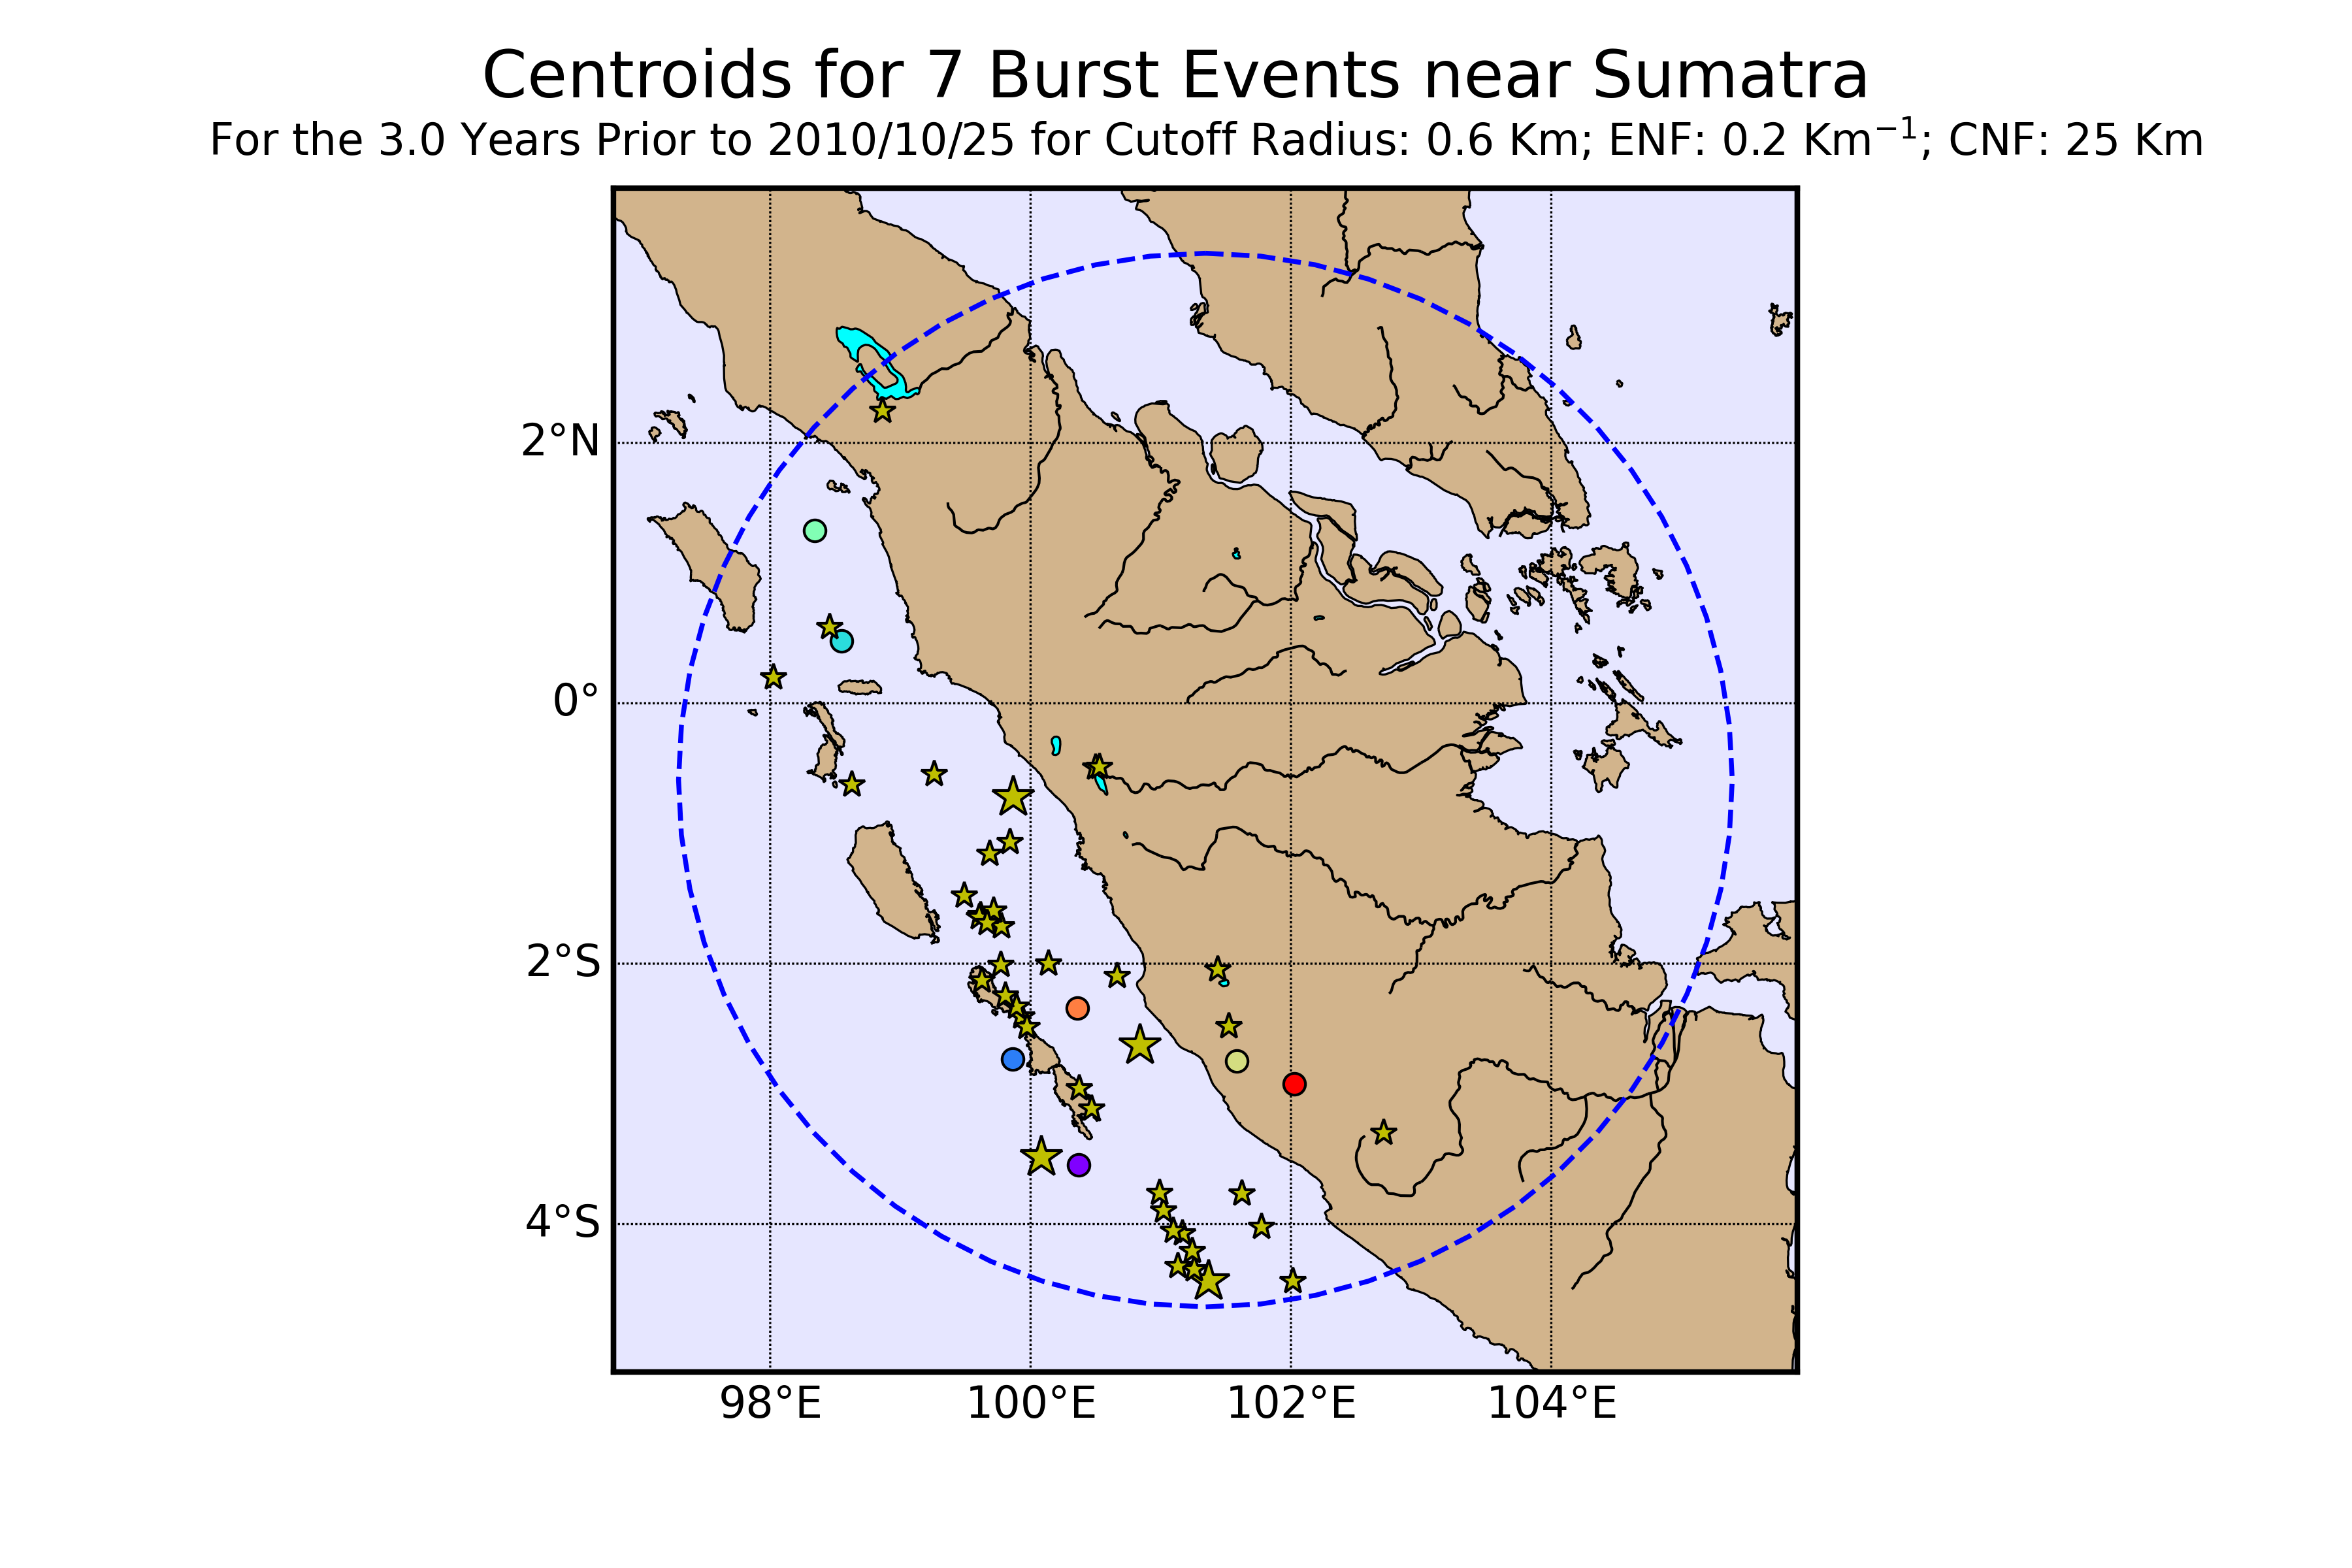 Centroids for 7 Burst Events near Sumatra
For the 3.0 Years Prior to 2010/10/25 for Cutoff Radius: 0.6 Km; ENF: 0.2 Km⁻¹; CNF: 25 Km
2°N
0°
2°S
4°S
98°E 100°E 102°E 104°E